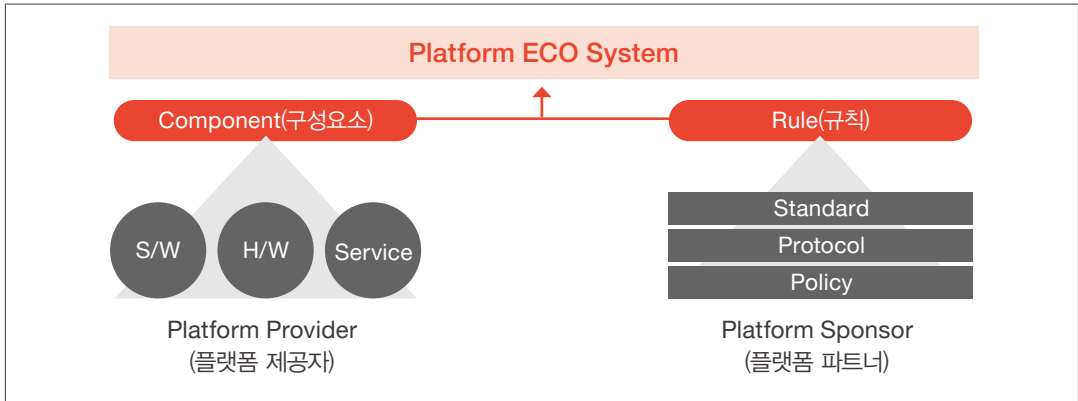 Platform ECO System
Component(구성요소)
Rule(규칙)
S/W
H/W
Service
Standard
Protocol
Policy
Platform Provider
(플랫폼 제공자)
Platform Sponsor
(플랫폼 파트너)